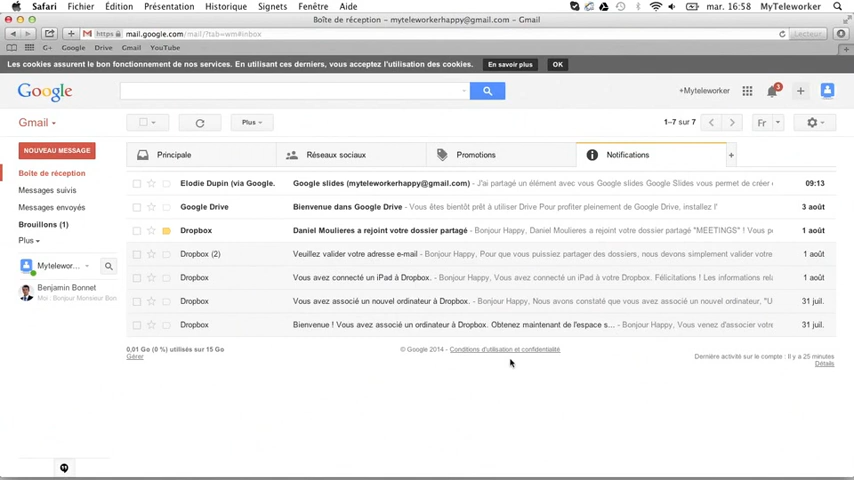 Safari Fichier Édition Présentation Historique Signets Fenêtre Aide mar. 16:58 MyTeleworker
Boîte de réception – myteleworkerhappy@gmail.com – Gmail
https mail.google.com/mail/?tab=wm#inbox Lecteur
G+ Google Drive Gmail YouTube
Les cookies assurent le bon fonctionnement de nos services. En utilisant ces derniers, vous acceptez l'utilisation des cookies. En savoir plus OK
Google +Myteleworker 3
Gmail Plus 1–7 sur 7 Fr
NOUVEAU MESSAGE
Principale Réseaux sociaux Promotions Notifications +
Boîte de réception
Messages suivis
Messages envoyés
Brouillons (1)
Plus
Mytelewor...
Benjamin Bonnet
Moi : Bonjour Monsieur Bon
Elodie Dupin (via Google. Google slides (myteleworkerhappy@gmail.com) - J'ai partagé un élément avec vous Google Slides Google Slides vous permet de créer 09:13
Google Drive Bienvenue dans Google Drive - Vous êtes bientôt prêt à utiliser Drive Pour profiter pleinement de Google Drive, installez l' 3 août
Dropbox Daniel Moulieres a rejoint votre dossier partagé - Bonjour Happy, Daniel Moulieres a rejoint votre dossier partagé "MEETINGS" ! Vous p 1 août
Dropbox (2) Veuillez valider votre adresse e-mail - Bonjour Happy, Pour que vous puissiez partager des dossiers, nous devons simplement valider votre 1 août
Dropbox Vous avez connecté un iPad à Dropbox. - Bonjour Happy, Vous avez connecté un iPad à votre Dropbox. Félicitations ! Les informations rela 1 août
Dropbox Vous avez associé un nouvel ordinateur à Dropbox. - Bonjour Happy, Nous avons constaté que vous avez associé un nouvel ordinateur, "U 31 juil.
Dropbox Bienvenue ! Vous avez associé un ordinateur à Dropbox. Obtenez maintenant de l'espace s... - Bonjour Happy, Vous venez d'associer votre 31 juil.
0,01 Go (0 %) utilisés sur 15 Go
Gérer
© Google 2014 - Conditions d'utilisation et confidentialité
Dernière activité sur le compte : Il y a 25 minutes
Détails